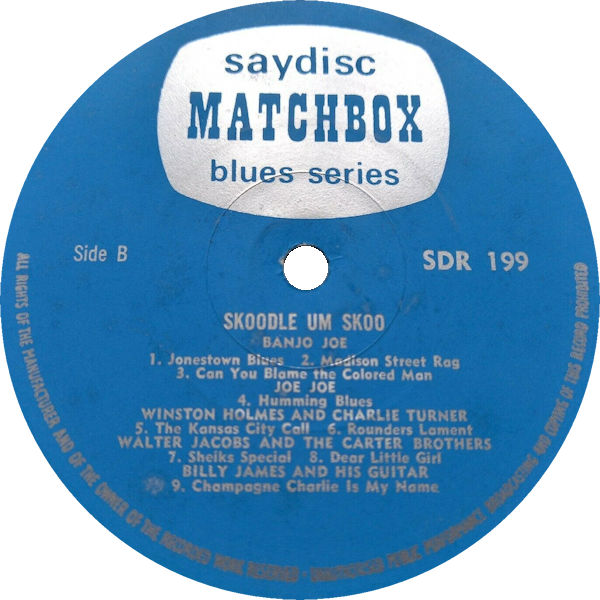 saydisc
MATCHBOX
blues series
Side B
SDR 199
SKOODLE UM SKOO
BANJO JOE
1. Jonestown Blues 2. Madison Street Rag
3. Can You Blame the Colored Man
JOE JOE
4. Humming Blues
WINSTON HOLMES AND CHARLIE TURNER
5. The Kansas City Call 6. Rounders Lament
WALTER JACOBS AND THE CARTER BROTHERS
7. Sheiks Special 8. Dear Little Girl
BILLY JAMES AND HIS GUITAR
9. Champagne Charlie Is My Name
ALL RIGHTS OF THE MANUFACTURER AND OF THE OWNER OF THE RECORDED WORK RESERVED · UNAUTHORISED PUBLIC PERFORMANCE BROADCASTING AND COPYING OF THIS RECORD PROHIBITED